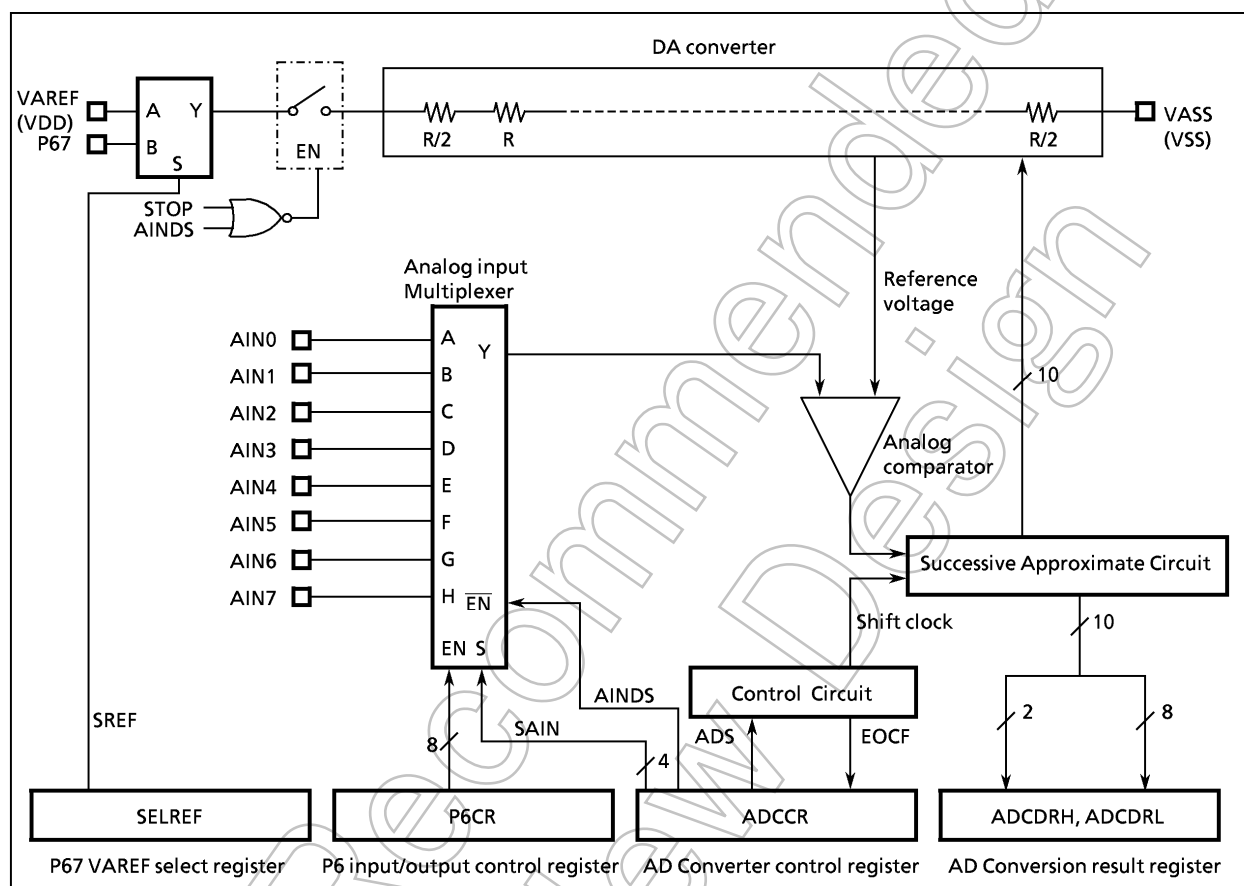 DA converter
VAREF
(VDD)
P67
A
B
Y
S
EN
R/2
R
R/2
VASS
(VSS)
STOP
AINDS
Analog input
Multiplexer
Reference
voltage
AIN0
AIN1
AIN2
AIN3
AIN4
AIN5
AIN6
AIN7
A
B
C
D
E
F
G
H
Y
EN
EN S
10
Analog
comparator
Successive Approximate Circuit
Shift clock
10
Control Circuit
AINDS
SAIN
SREF
8
4
ADS
EOCF
2
8
SELREF
P6CR
ADCCR
ADCDRH, ADCDRL
P67 VAREF select register
P6 input/output control register
AD Converter control register
AD Conversion result register
Recommended
New Design